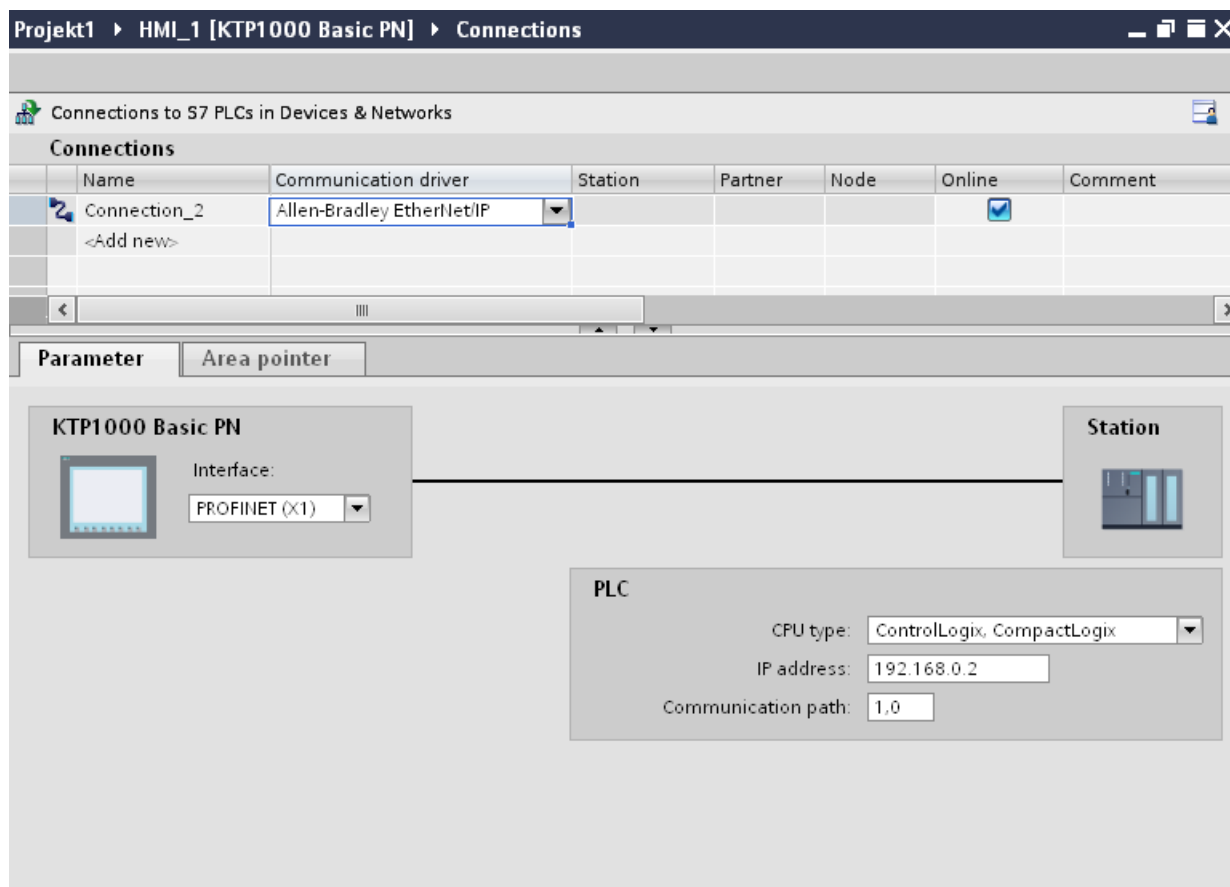 Projekt1 ▸ HMI_1 [KTP1000 Basic PN] ▸ Connections
Connections to S7 PLCs in Devices & Networks
Connections
Name Communication driver Station Partner Node Online Comment
Connection_2 Allen-Bradley EtherNet/IP
<Add new>
Parameter Area pointer
KTP1000 Basic PN
Interface:
PROFINET (X1)
Station
PLC
CPU type: ControlLogix, CompactLogix
IP address: 192.168.0.2
Communication path: 1,0